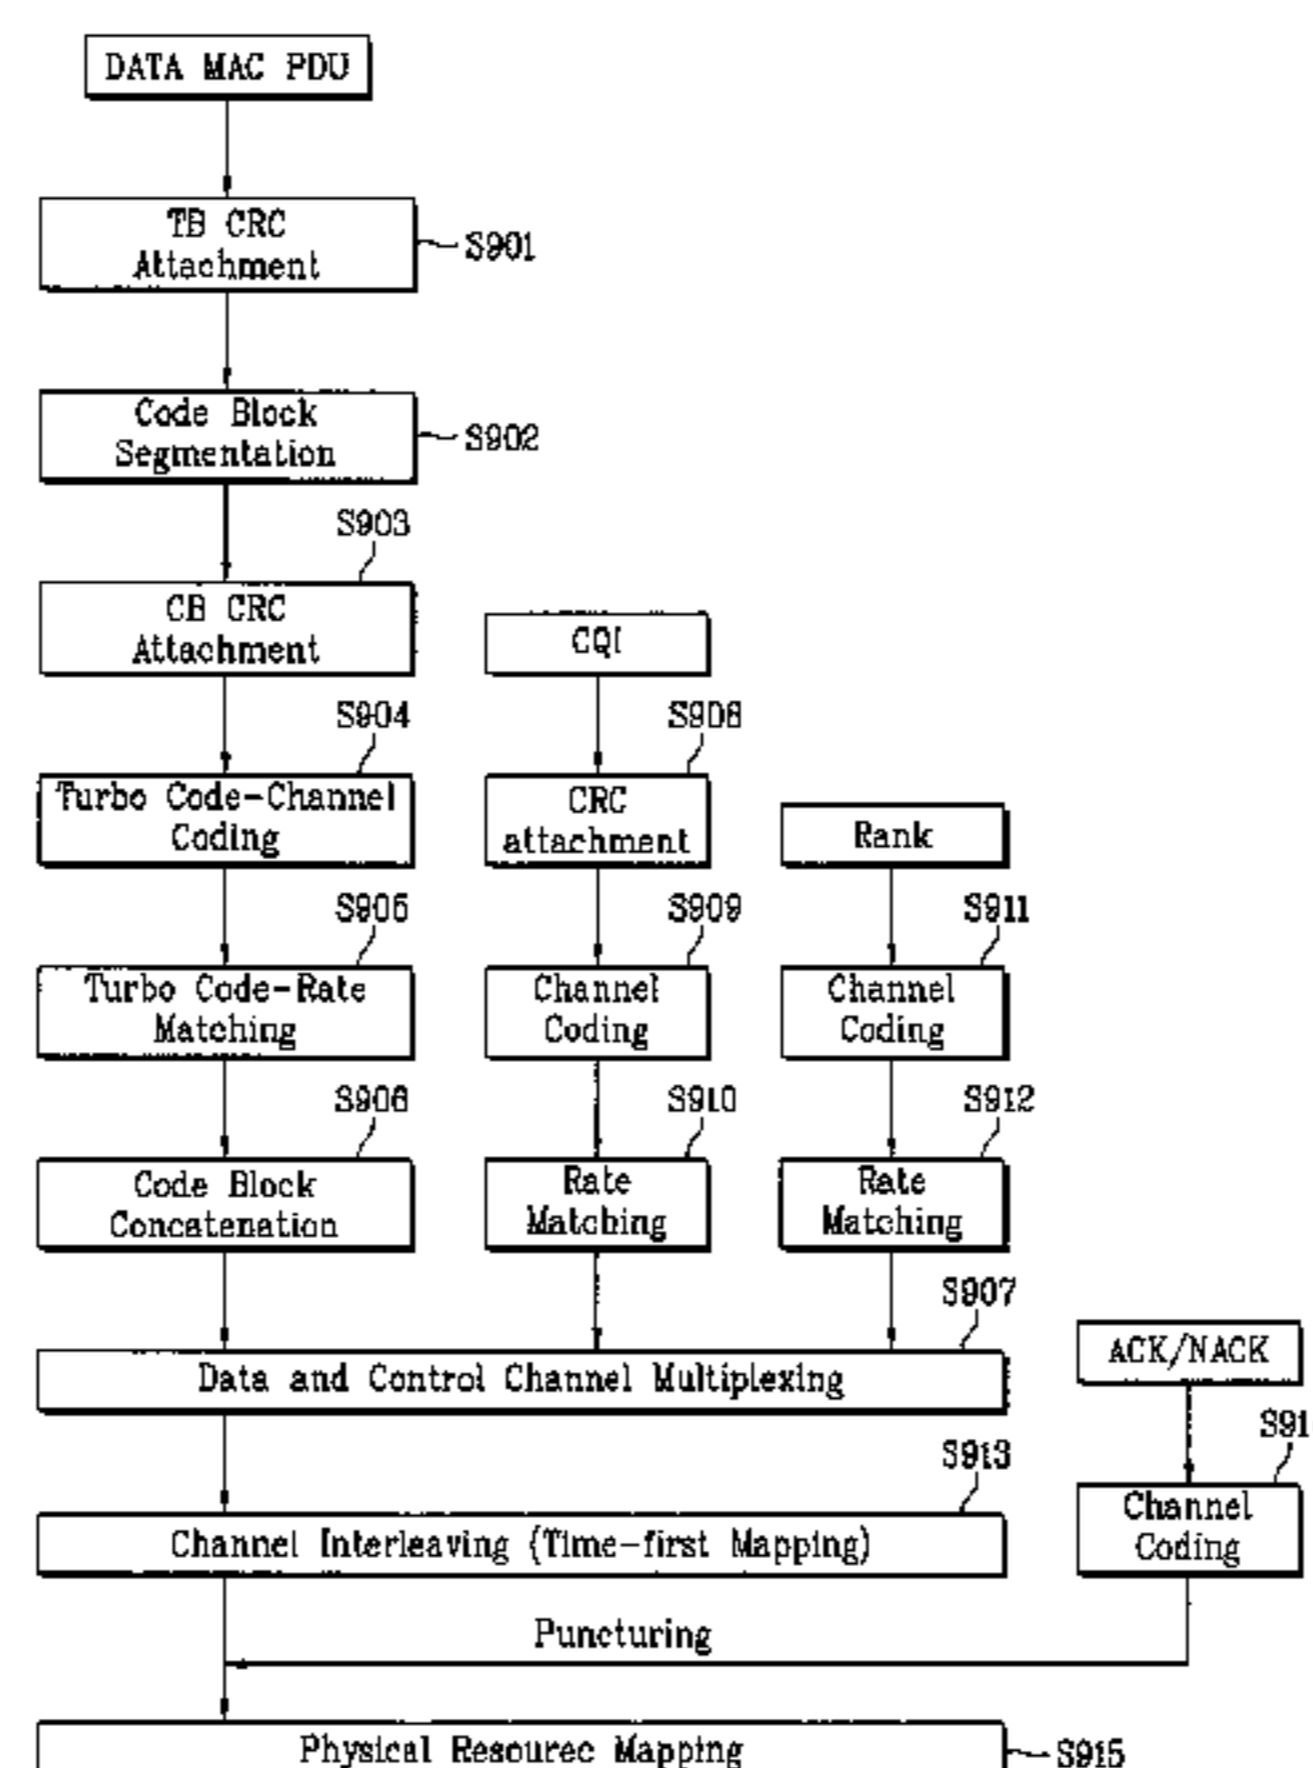 DATA MAC PDU
TB CRC
Attachment
S901
Code Block
Segmentation
S902
S903
CB CRC
Attachment
CQI
S904
S908
Turbo Code-Channel
Coding
CRC
attachment
Rank
S905
S909
S911
Turbo Code-Rate
Matching
Channel
Coding
Channel
Coding
S906
S910
S912
Code Block
Concatenation
Rate
Matching
Rate
Matching
S907
Data and Control Channel Multiplexing
ACK/NACK
S91
S913
Channel Interleaving (Time-first Mapping)
Channel
Coding
Puncturing
Physical Resourec Mapping
S915